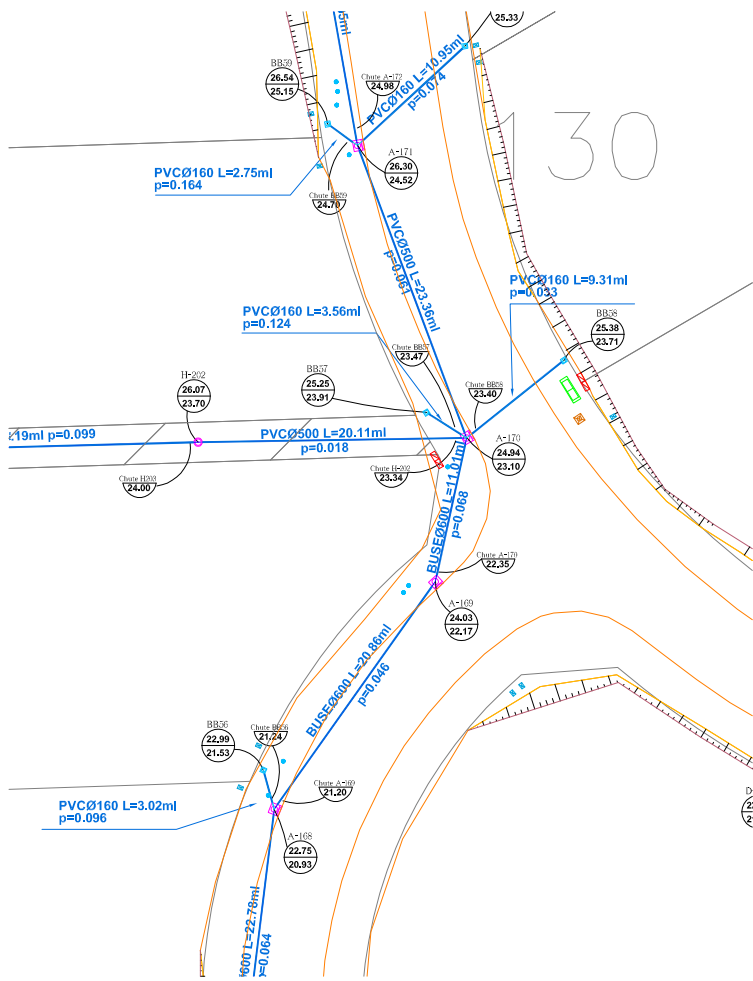 25.33
BB59
26.54
25.15
Chute A-172
24.98
PVCØ160 L=10.95ml
p=0.074
130
A-171
26.30
24.52
PVCØ160 L=2.75ml
p=0.164
Chute BB59
24.70
PVCØ500 L=23.36ml
p=0.061
PVCØ160 L=9.31ml
p=0.033
PVCØ160 L=3.56ml
p=0.124
BB58
25.38
23.71
Chute BB57
23.47
BB57
25.25
23.91
Chute BB58
23.40
H-202
26.07
23.70
.19ml p=0.099
PVCØ500 L=20.11ml
p=0.018
A-170
24.94
23.10
Chute H203
24.00
Chute H-202
23.34
BUSEØ600 L=11.01ml
p=0.068
Chute A-170
22.35
A-169
24.03
22.17
BUSEØ600 L=20.86ml
p=0.046
BB56
22.99
21.53
Chute BB56
21.24
Chute A-169
21.20
PVCØ160 L=3.02ml
p=0.096
A-168
22.75
20.93
600 L=22.78ml
p=0.064